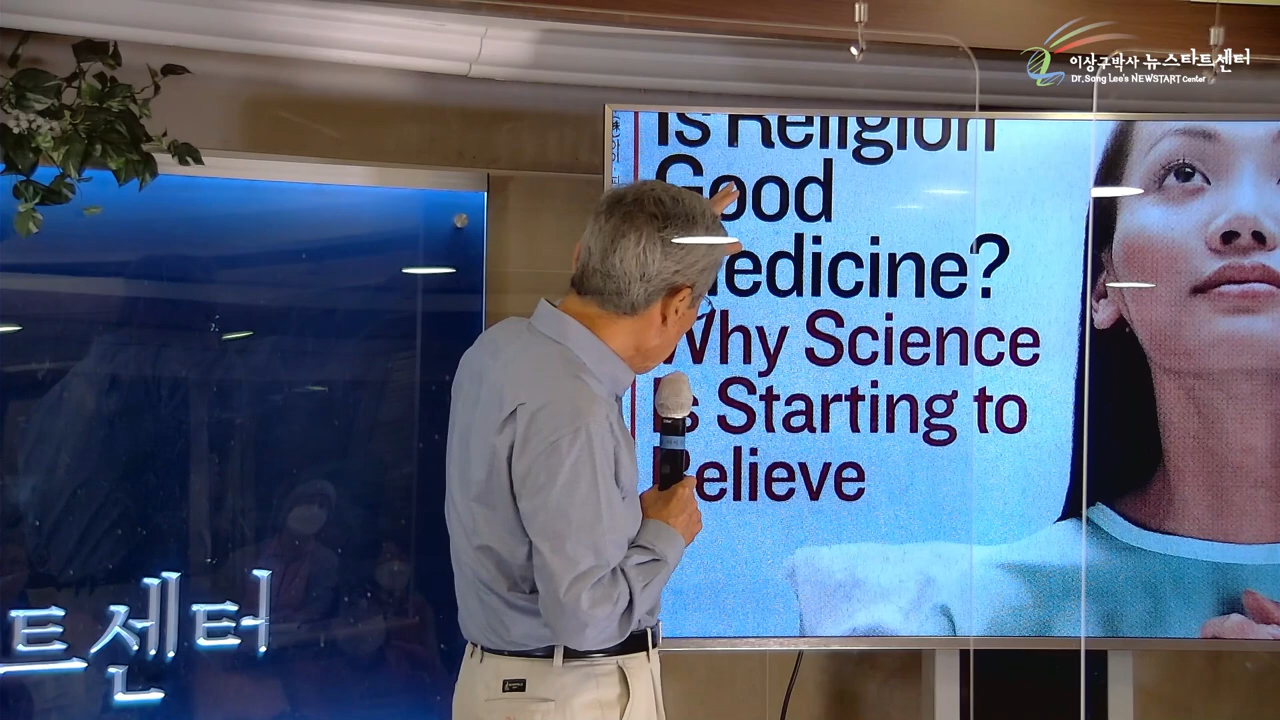 이상구박사 뉴스타트센터
Dr. Sang Lee's NEWSTART Center
Is Religion
Good
edicine?
Why Science
Is Starting to
Believe
트센터